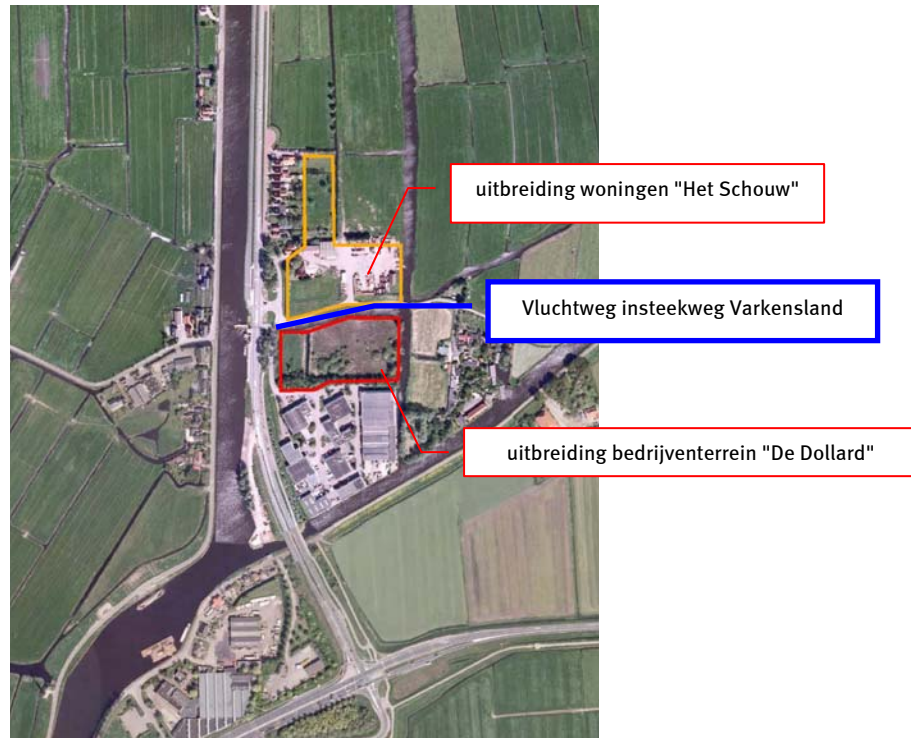 uitbreiding woningen "Het Schouw"
Vluchtweg insteekweg Varkensland
uitbreiding bedrijventerrein "De Dollard"